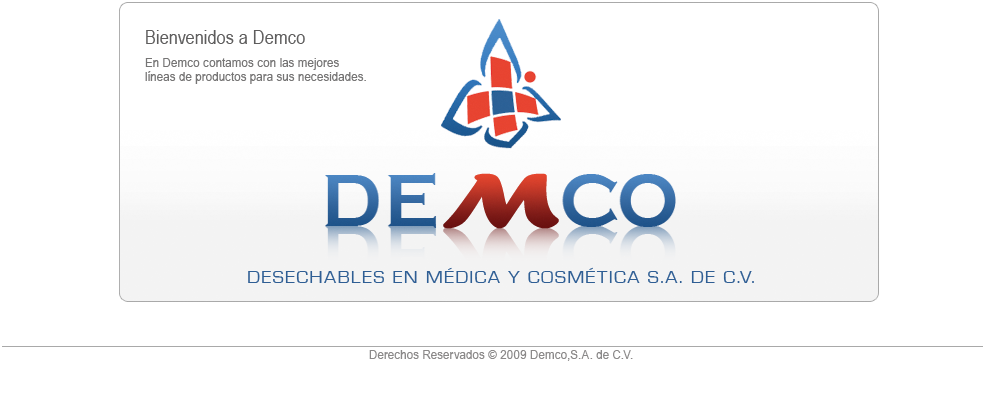 Bienvenidos a Demco
En Demco contamos con las mejores
líneas de productos para sus necesidades.
DEMCO
DESECHABLES EN MÉDICA Y COSMÉTICA S.A. DE C.V.
Derechos Reservados © 2009 Demco,S.A. de C.V.